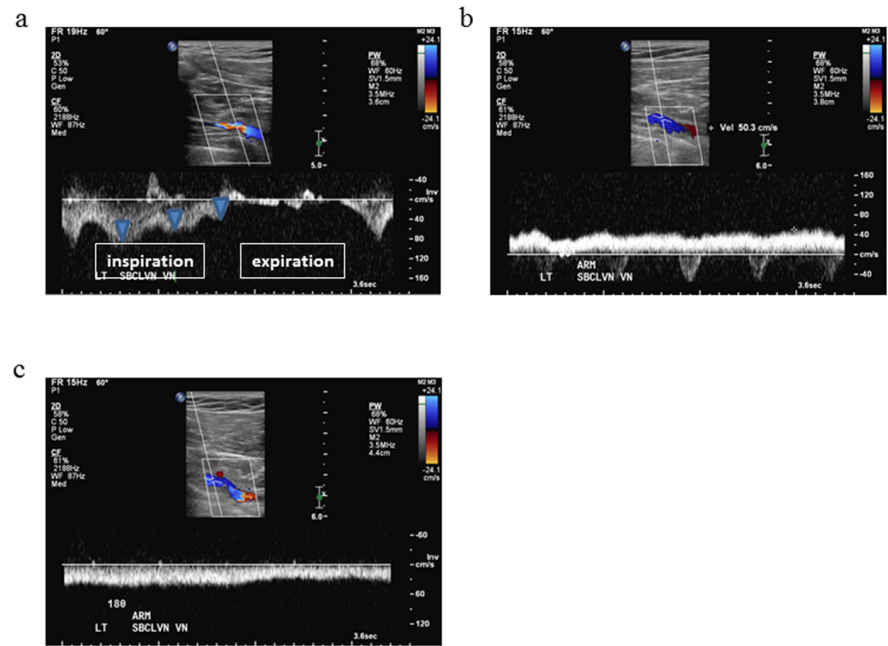 a
FR 19Hz 60°
P1
2D
53%
C 50
P Low
Gen
CF
60%
2188Hz
WF 87Hz
Med
PW
68%
WF 60Hz
SV1.5mm
M2
3.5MHz
3.6cm
M2 M3
+24.1
-24.1
cm/s
5.0
-40
Inv
cm/s
40
80
120
160
inspiration
expiration
LT SBCLVN VN
3.6sec
b
FR 15Hz 60°
P1
2D
58%
C 50
P Low
Gen
CF
61%
2188Hz
WF 87Hz
Med
PW
68%
WF 60Hz
SV1.5mm
M2
3.5MHz
3.8cm
M2 M3
+24.1
-24.1
cm/s
Vel 50.3 cm/s
6.0
160
120
80
40
cm/s
-40
ARM
LT SBCLVN VN
3.6sec
c
FR 15Hz 60°
P1
2D
58%
C 50
P Low
Gen
CF
61%
2188Hz
WF 87Hz
Med
PW
68%
WF 60Hz
SV1.5mm
M2
3.5MHz
4.4cm
M2 M3
+24.1
-24.1
cm/s
6.0
-60
Inv
cm/s
60
120
180
ARM
LT SBCLVN VN
3.6sec